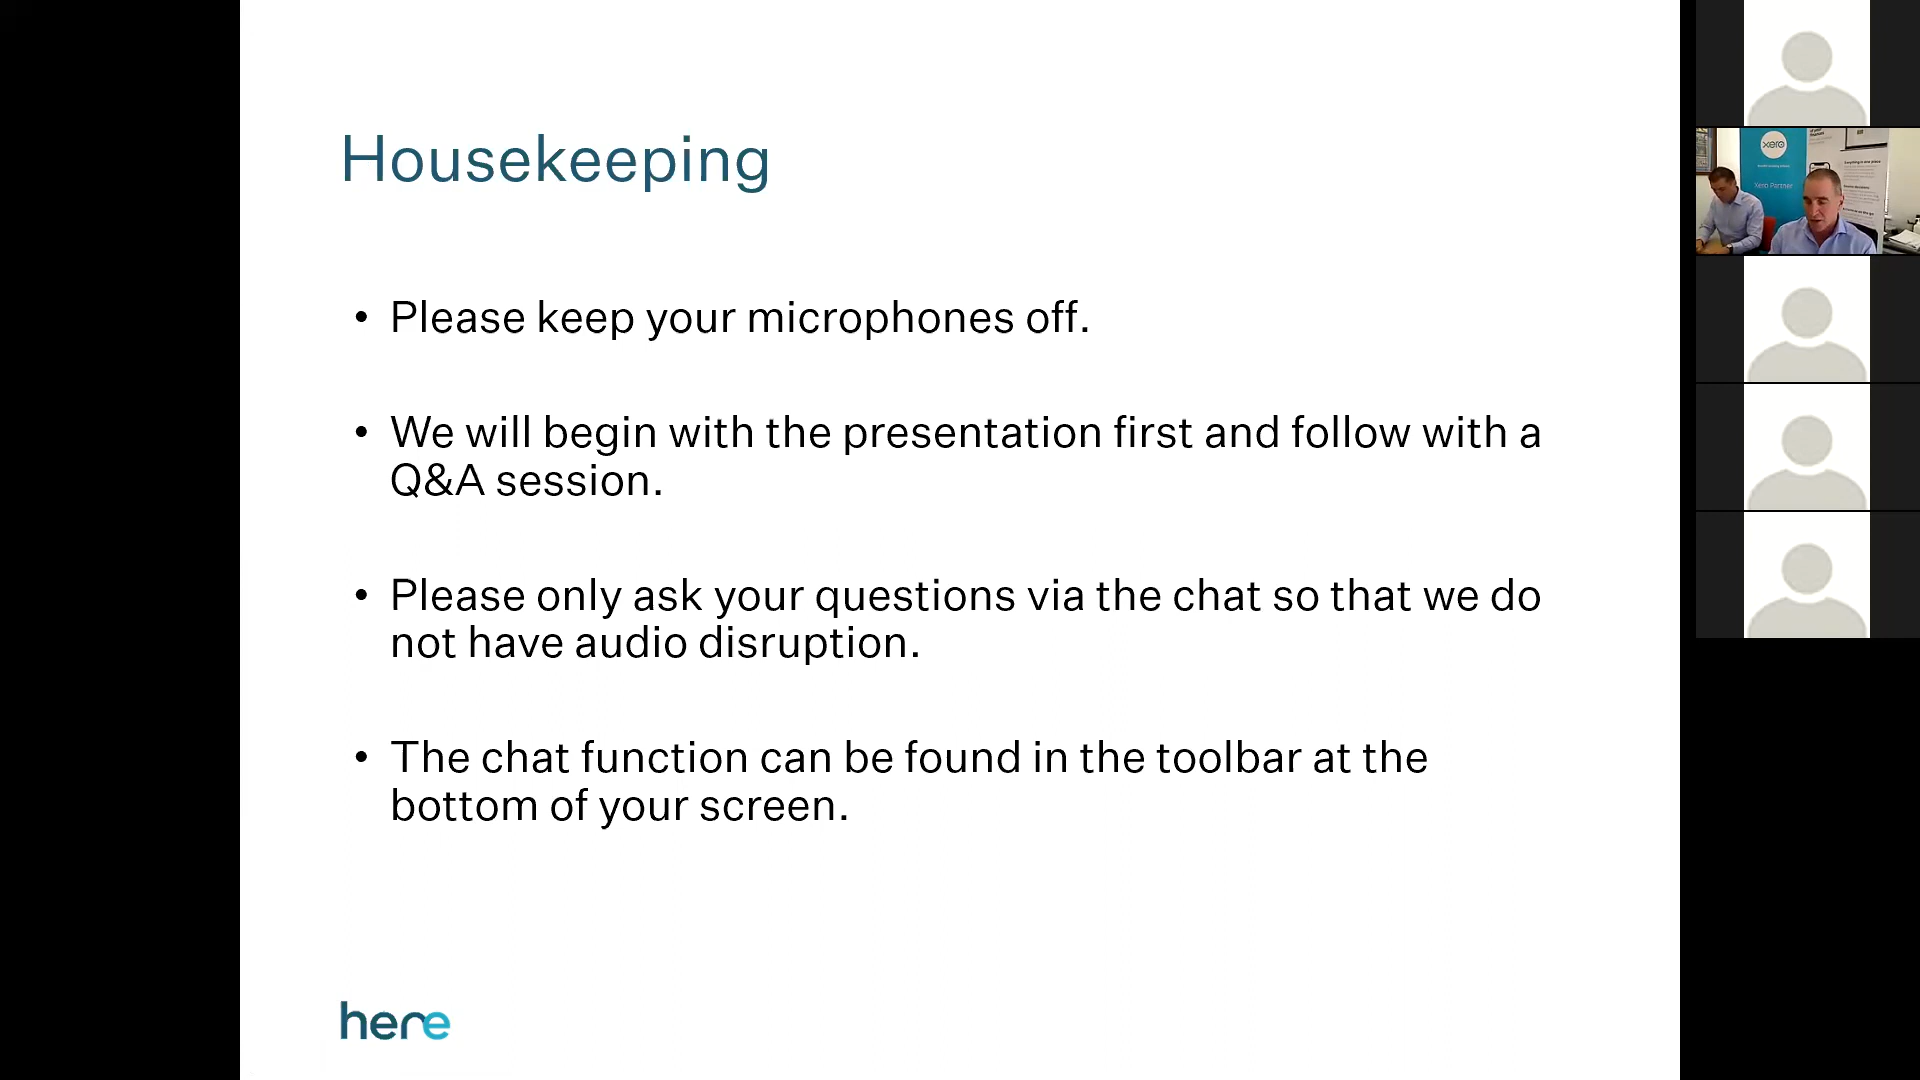 Housekeeping
• Please keep your microphones off.
• We will begin with the presentation first and follow with a
Q&A session.
• Please only ask your questions via the chat so that we do
not have audio disruption.
• The chat function can be found in the toolbar at the
bottom of your screen.
here
xero
Xero Partner